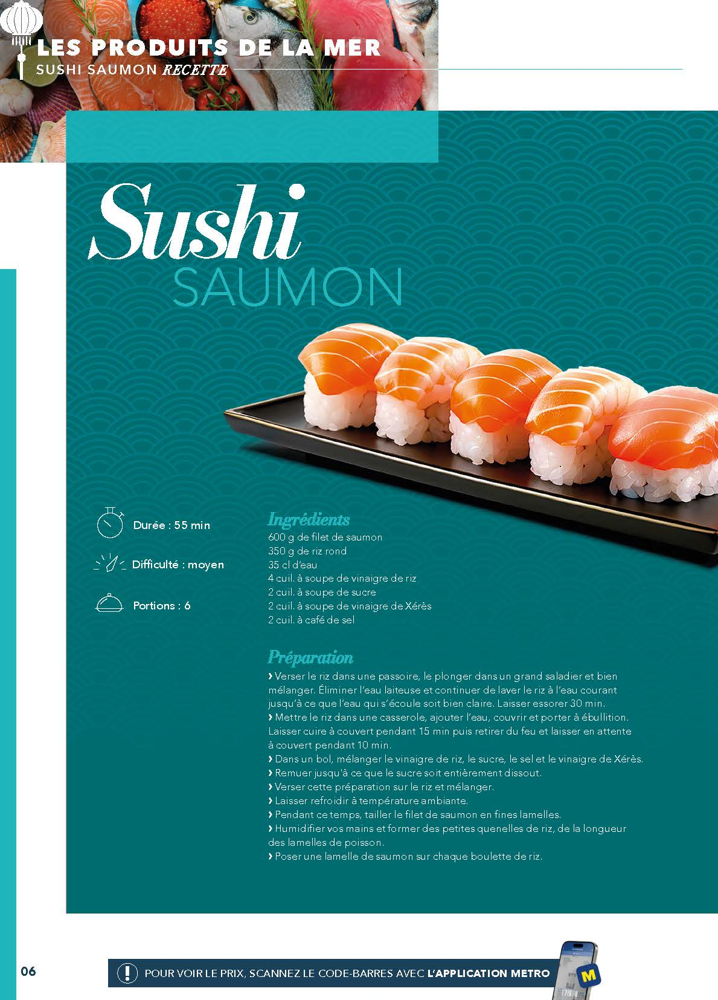 LES PRODUITS DE LA MER
SUSHI SAUMON RECETTE
Sushi
SAUMON
Durée : 55 min
Difficulté : moyen
Portions : 6
Ingrédients
600 g de filet de saumon
350 g de riz rond
35 cl d’eau
4 cuil. à soupe de vinaigre de riz
2 cuil. à soupe de sucre
2 cuil. à soupe de vinaigre de Xérès
2 cuil. à café de sel
Préparation
› Verser le riz dans une passoire, le plonger dans un grand saladier et bien
mélanger. Éliminer l’eau laiteuse et continuer de laver le riz à l’eau courant
jusqu’à ce que l’eau qui s’écoule soit bien claire. Laisser essorer 30 min.
› Mettre le riz dans une casserole, ajouter l’eau, couvrir et porter à ébullition.
Laisser cuire à couvert pendant 15 min puis retirer du feu et laisser en attente
à couvert pendant 10 min.
› Dans un bol, mélanger le vinaigre de riz, le sucre, le sel et le vinaigre de Xérès.
› Remuer jusqu'à ce que le sucre soit entièrement dissout.
› Verser cette préparation sur le riz et mélanger.
› Laisser refroidir à température ambiante.
› Pendant ce temps, tailler le filet de saumon en fines lamelles.
› Humidifier vos mains et former des petites quenelles de riz, de la longueur
des lamelles de poisson.
› Poser une lamelle de saumon sur chaque boulette de riz.
06
! POUR VOIR LE PRIX, SCANNEZ LE CODE-BARRES AVEC L’APPLICATION METRO
M